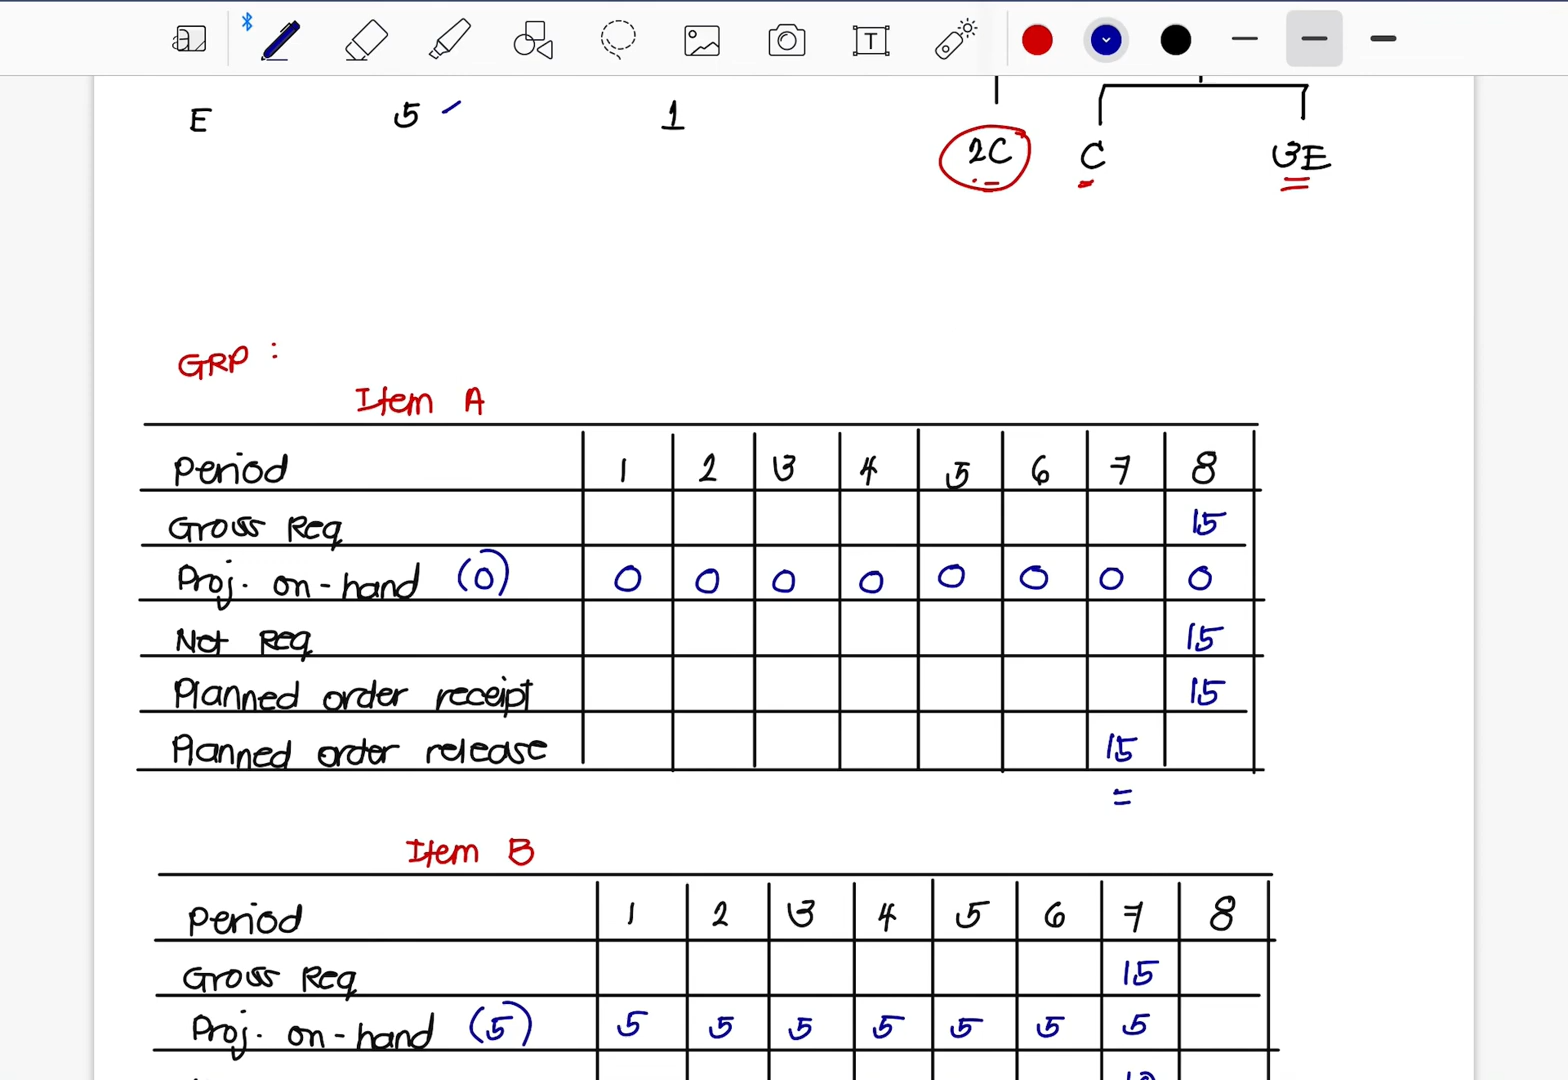 E 5 1
2C C 3E
GRP :
Item A
Period 1 2 3 4 5 6 7 8
Gross Req 15
Proj. on-hand (0) 0 0 0 0 0 0 0 0
Net Req 15
Planned order receipt 15
Planned order release 15
=
Item B
Period 1 2 3 4 5 6 7 8
Gross Req 15
Proj. on-hand (5) 5 5 5 5 5 5 5